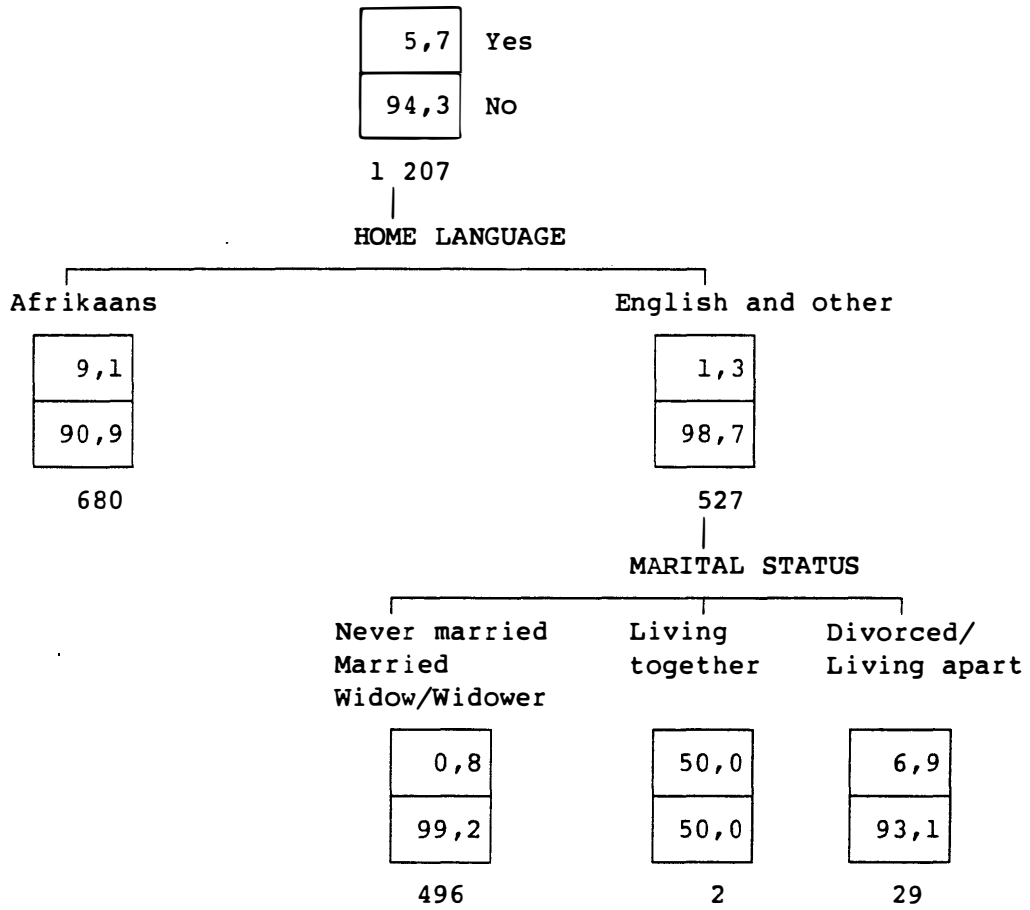 5,7 Yes
94,3 No
1 207
HOME LANGUAGE
Afrikaans English and other
9,1 1,3
90,9 98,7
680 527
MARITAL STATUS
Never married Living Divorced/
Married together Living apart
Widow/Widower
0,8 50,0 6,9
99,2 50,0 93,1
496 2 29